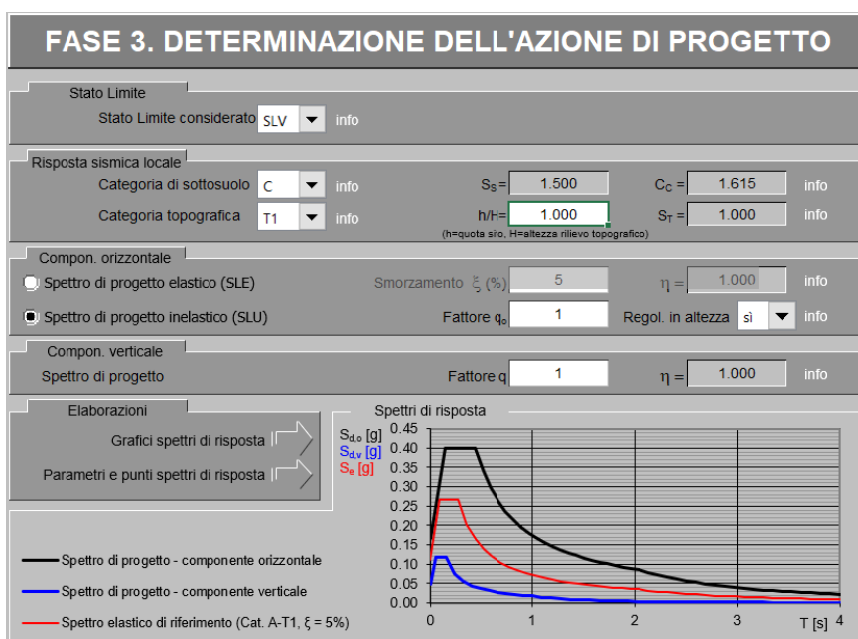 FASE 3. DETERMINAZIONE DELL'AZIONE DI PROGETTO
Stato Limite
Stato Limite considerato SLV info
Risposta sismica locale
Categoria di sottosuolo C info SS= 1.500 CC = 1.615 info
Categoria topografica T1 info h/H= 1.000 ST = 1.000 info
(h=quota sito, H=altezza rilievo topografico)
Compon. orizzontale
Spettro di progetto elastico (SLE) Smorzamento ξ (%) 5 η = 1.000 info
Spettro di progetto inelastico (SLU) Fattore qo 1 Regol. in altezza sì info
Compon. verticale
Spettro di progetto Fattore q 1 η = 1.000 info
Elaborazioni
Grafici spettri di risposta
Parametri e punti spettri di risposta
Spettri di risposta
Sd,o [g]
Sd,v [g]
Se [g]
0.45
0.40
0.35
0.30
0.25
0.20
0.15
0.10
0.05
0.00
0 1 2 3 T [s] 4
Spettro di progetto - componente orizzontale
Spettro di progetto - componente verticale
Spettro elastico di riferimento (Cat. A-T1, ξ = 5%)